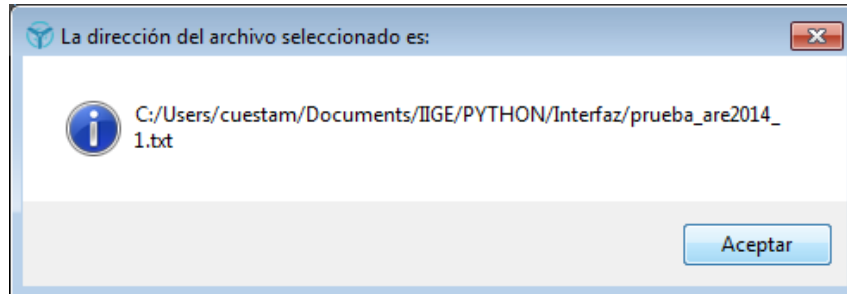 La dirección del archivo seleccionado es:
C:/Users/cuestam/Documents/IIGE/PYTHON/Interfaz/prueba_are2014_
1.txt
Aceptar